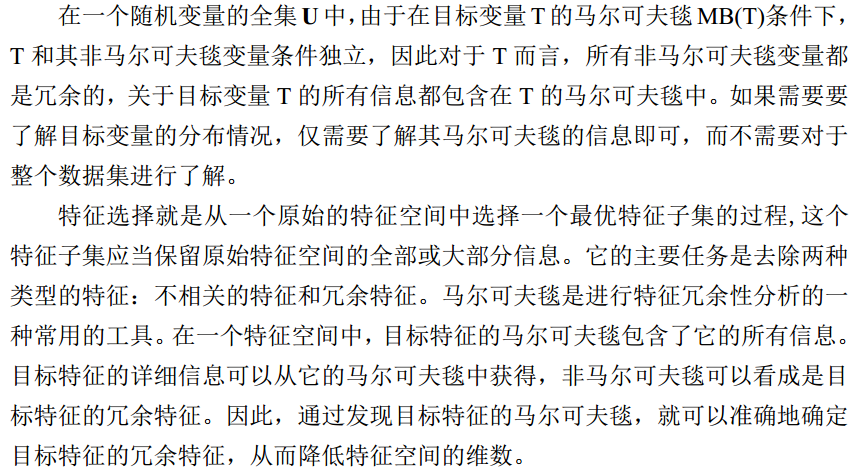 在一个随机变量的全集 U 中,由于在目标变量 T 的马尔可夫毯 MB(T)条件下，
T 和其非马尔可夫毯变量条件独立，因此对于 T 而言，所有非马尔可夫毯变量都
是冗余的，关于目标变量 T 的所有信息都包含在 T 的马尔可夫毯中。如果需要要
了解目标变量的分布情况，仅需要了解其马尔可夫毯的信息即可，而不需要对于
整个数据集进行了解。
特征选择就是从一个原始的特征空间中选择一个最优特征子集的过程,这个
特征子集应当保留原始特征空间的全部或大部分信息。它的主要任务是去除两种
类型的特征：不相关的特征和冗余特征。马尔可夫毯是进行特征冗余性分析的一
种常用的工具。在一个特征空间中，目标特征的马尔可夫毯包含了它的所有信息。
目标特征的详细信息可以从它的马尔可夫毯中获得，非马尔可夫毯可以看成是目
标特征的冗余特征。因此，通过发现目标特征的马尔可夫毯，就可以准确地确定
目标特征的冗余特征，从而降低特征空间的维数。